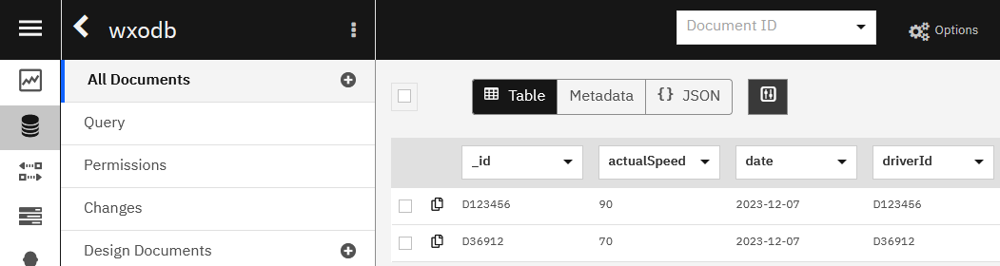 wxodb
Document ID
Options
All Documents
Query
Permissions
Changes
Design Documents
Table
Metadata
{} JSON
_id actualSpeed date driverId
D123456 90 2023-12-07 D123456
D36912 70 2023-12-07 D36912